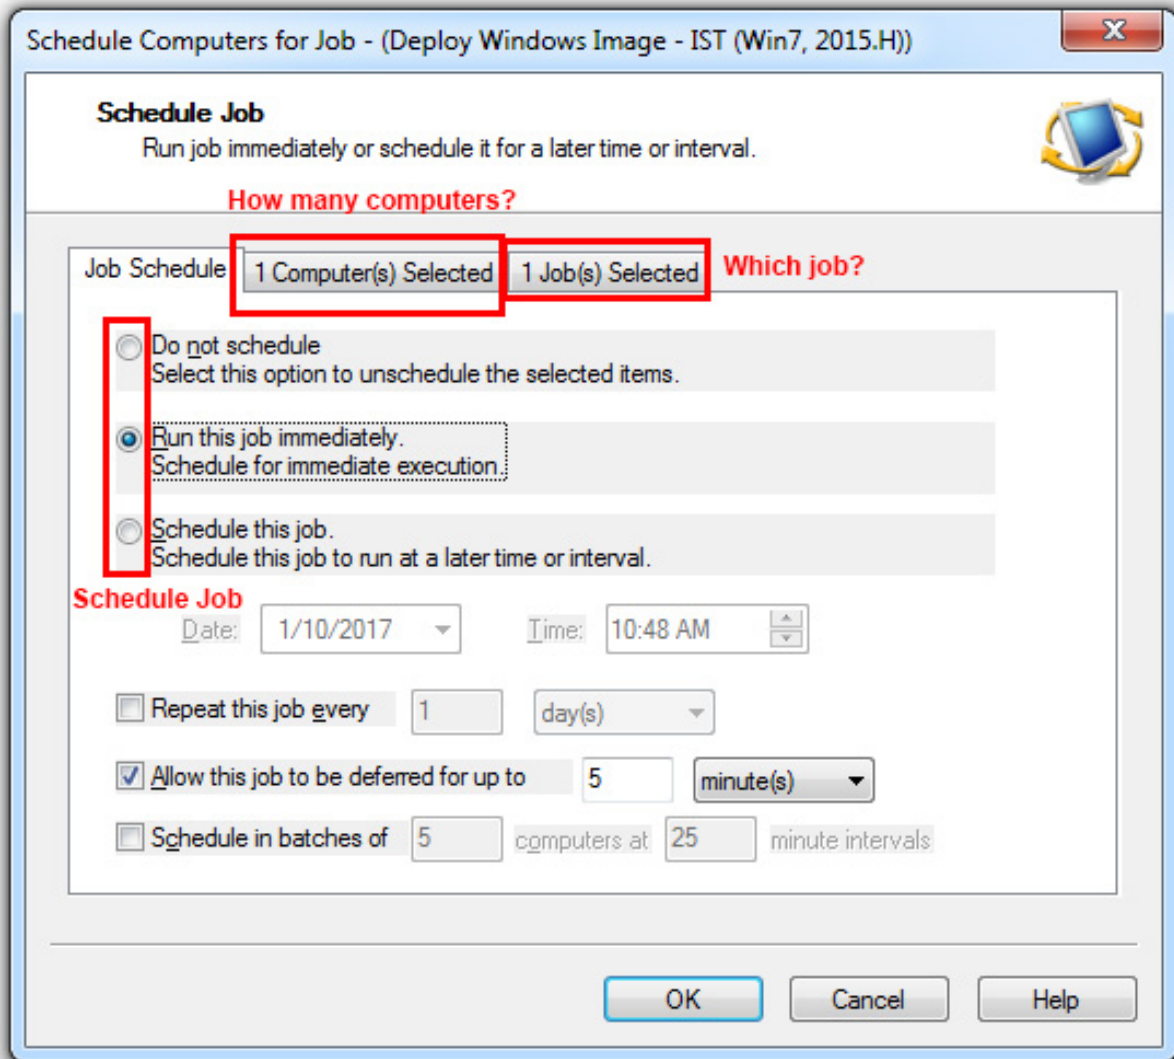 Schedule Computers for Job - (Deploy Windows Image - IST (Win7, 2015.H))
X
Schedule Job
Run job immediately or schedule it for a later time or interval.
How many computers?
Job Schedule 1 Computer(s) Selected 1 Job(s) Selected Which job?
Do not schedule
Select this option to unschedule the selected items.
Run this job immediately.
Schedule for immediate execution.
Schedule this job.
Schedule this job to run at a later time or interval.
Schedule Job
Date: 1/10/2017 Time: 10:48 AM
Repeat this job every 1 day(s)
Allow this job to be deferred for up to 5 minute(s)
Schedule in batches of 5 computers at 25 minute intervals
OK Cancel Help